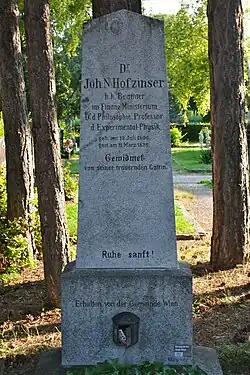 Dr
Joh. N. Hofzinser
k. k. Beamter
im Finanz Ministerium
D. d. Philosophie, Professor
d. Experimental-Physik,
geb. am 19. Juli 1806,
gest. am 11. März 1875.
Gewidmet
von seiner trauernden Gattin.
Ruhe sanft!
Erhalten von der Gemeinde Wien